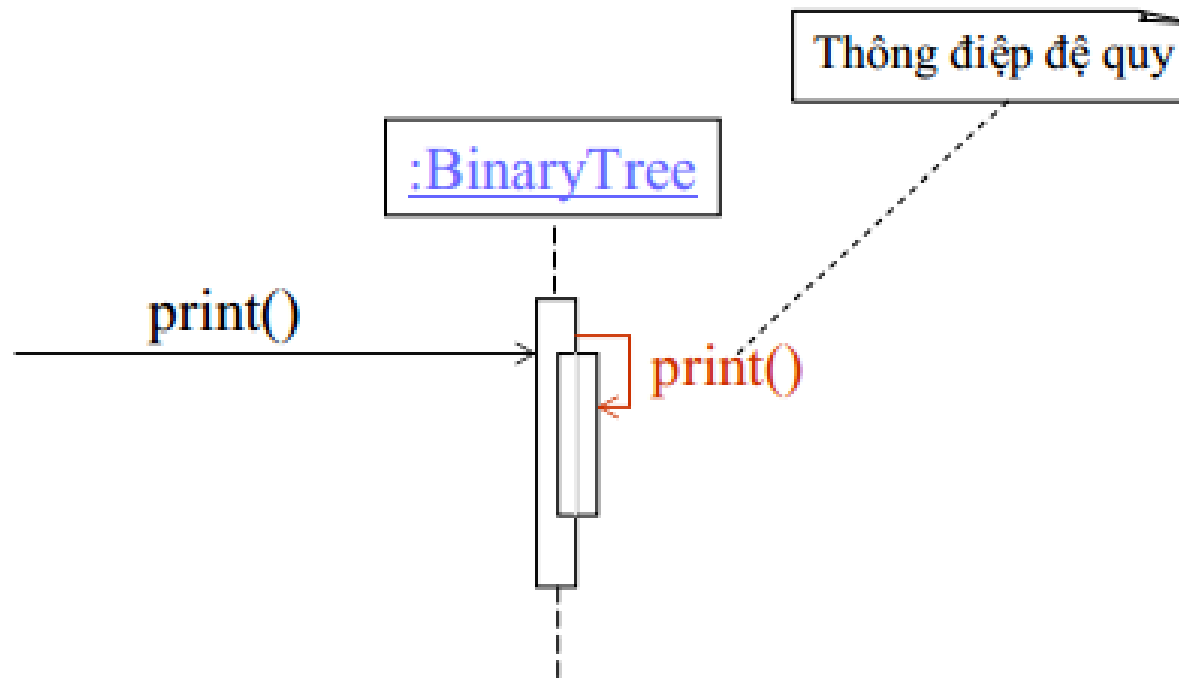 Thông điệp đệ quy
:BinaryTree
print()
print()